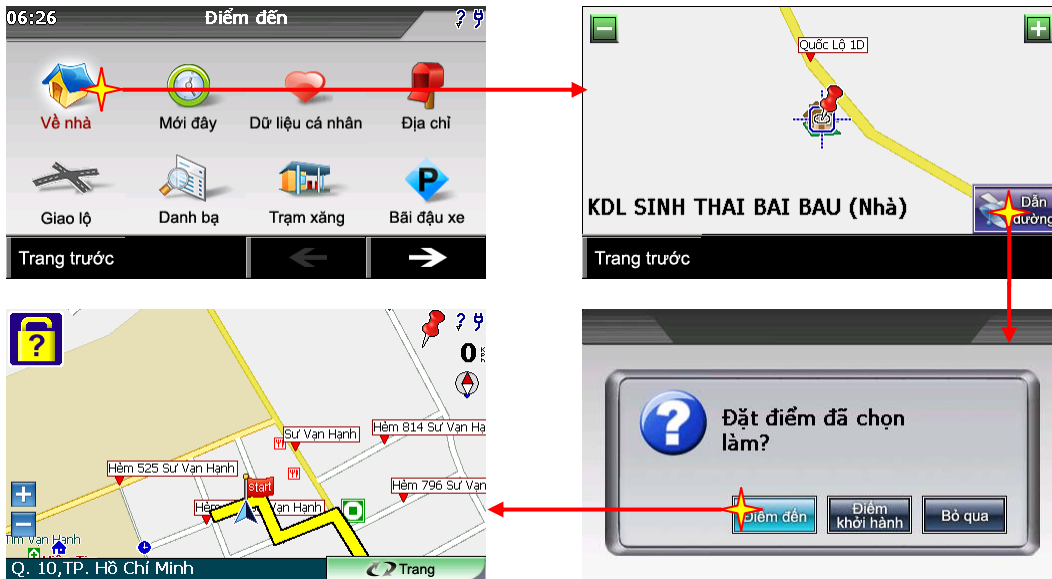 06:26
Điểm đến
?
Về nhà
Mới đây
Dữ liệu cá nhân
Địa chỉ
P
Giao lộ
Danh bạ
Trạm xăng
Bãi đậu xe
Trang trước
Quốc Lộ 1D
KDL SINH THAI BAI BAU (Nhà)
Dẫn
đường
Trang trước
?
?
0
Sư Vạn Hạnh
Hẻm 814 Sư Vạn Hạ
Hẻm 525 Sư Vạn Hạnh
start
Hẻm 796 Sư Vạn
Vạn Hạnh
Vạn Hạnh
Q. 10,TP. Hồ Chí Minh
Trang
?
Đặt điểm đã chọn
làm?
Điểm đến
Điểm
khởi hành
Bỏ qua